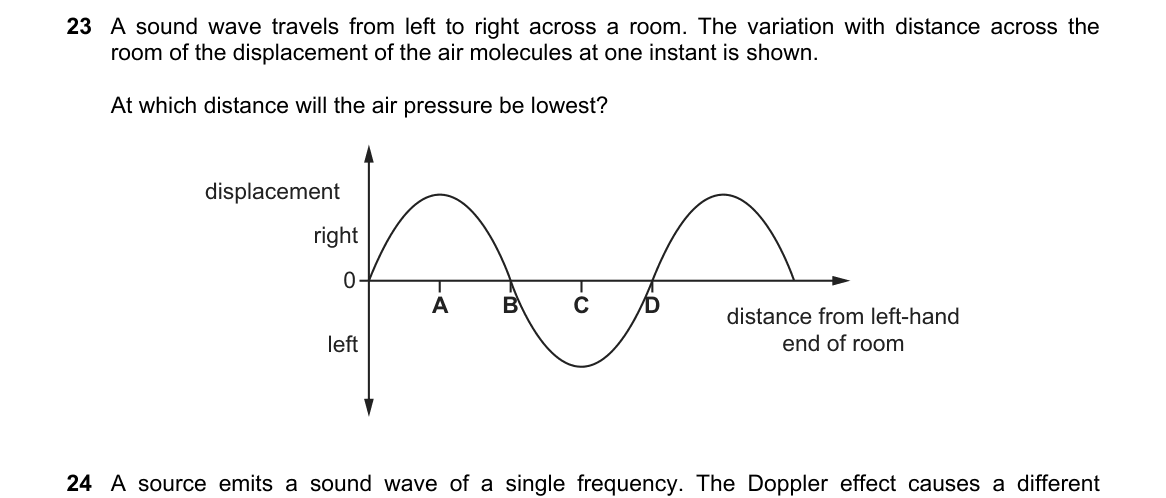 23 A sound wave travels from left to right across a room. The variation with distance across the
room of the displacement of the air molecules at one instant is shown.
At which distance will the air pressure be lowest?
displacement
right
0
A B C D
distance from left-hand
end of room
left
24 A source emits a sound wave of a single frequency. The Doppler effect causes a different